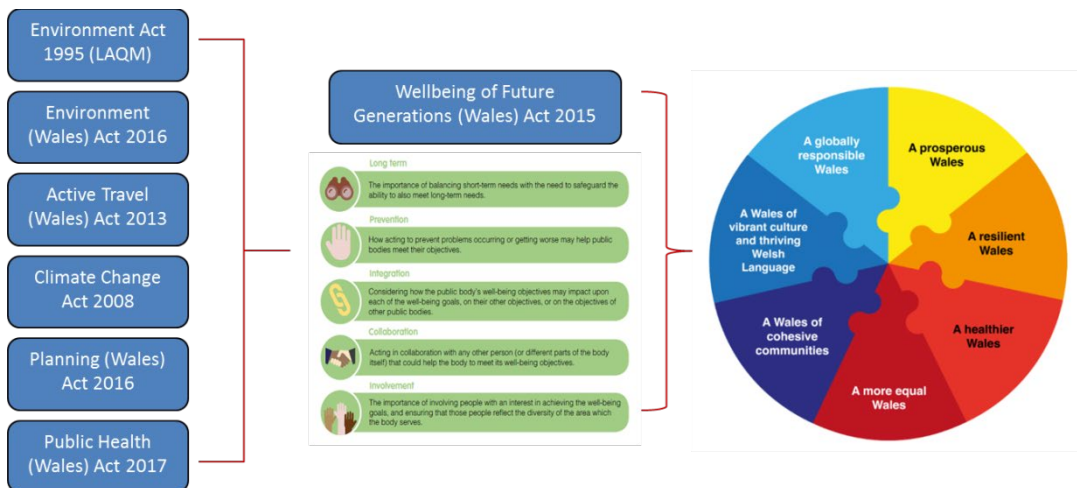 Environment Act
1995 (LAQM)
Environment
(Wales) Act 2016
Active Travel
(Wales) Act 2013
Climate Change
Act 2008
Planning (Wales)
Act 2016
Public Health
(Wales) Act 2017
Wellbeing of Future
Generations (Wales) Act 2015
Long term
The importance of balancing short-term needs with the need to safeguard the
ability to also meet long-term needs.
Prevention
How acting to prevent problems occurring or getting worse may help public
bodies meet their objectives.
Integration
Considering how the public body's well-being objectives may impact upon
each of the well-being goals, on their other objectives, or on the objectives of
other public bodies.
Collaboration
Acting in collaboration with any other person (or different parts of the body
itself) that could help the body to meet its well-being objectives.
Involvement
The importance of involving people with an interest in achieving the well-being
goals, and ensuring that those people reflect the diversity of the area which
the body serves.
A globally
responsible
Wales
A prosperous
Wales
A resilient
Wales
A healthier
Wales
A more equal
Wales
A Wales of
cohesive
communities
A Wales of
vibrant culture
and thriving
Welsh
Language